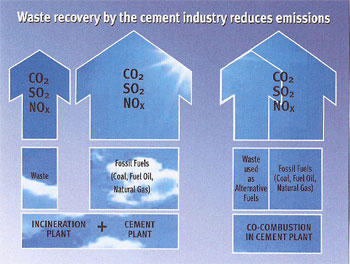 Waste recovery by the cement industry reduces emissions
CO₂
SO₂
NOₓ
CO₂
SO₂
NOₓ
CO₂
SO₂
NOₓ
Waste
Fossil Fuels
(Coal, Fuel Oil,
Natural Gas)
Waste
used
as
Alternative
Fuels
Fossil Fuels
(Coal, Fuel Oil,
Natural Gas)
INCINERATION
PLANT
+
CEMENT
PLANT
CO-COMBUSTION
IN CEMENT PLANT